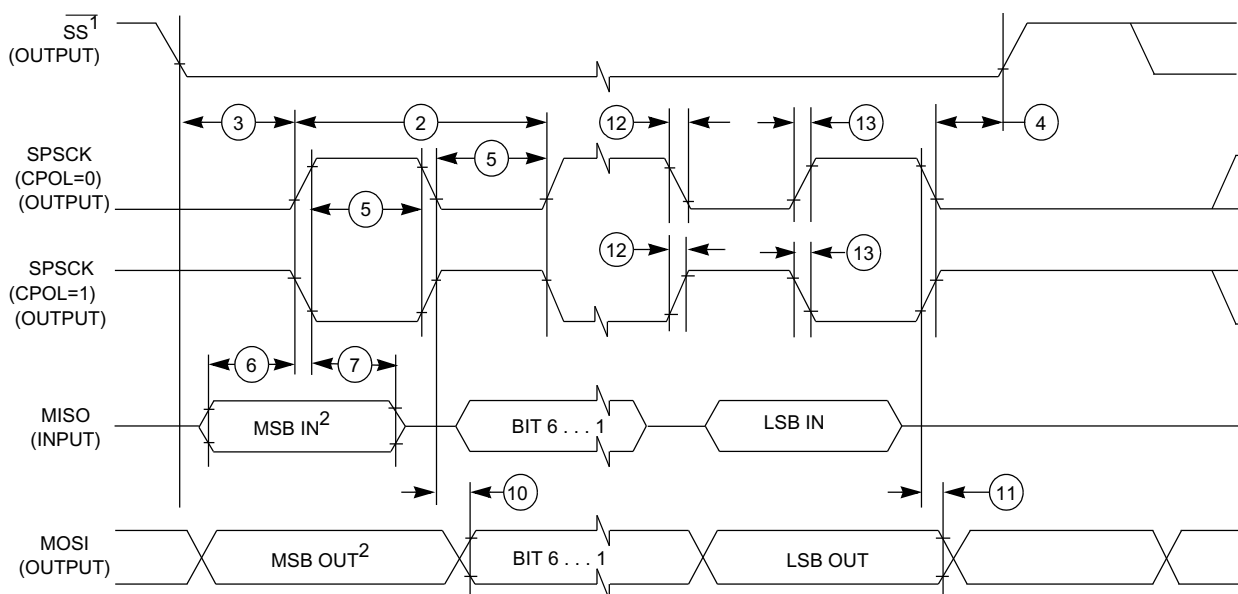 SS1
(OUTPUT)
3
2
12
13
4
SPSCK
(CPOL=0)
(OUTPUT)
5
5
12
13
SPSCK
(CPOL=1)
(OUTPUT)
6
7
MISO
(INPUT)
MSB IN2
BIT 6 . . . 1
LSB IN
10
11
MOSI
(OUTPUT)
MSB OUT2
BIT 6 . . . 1
LSB OUT